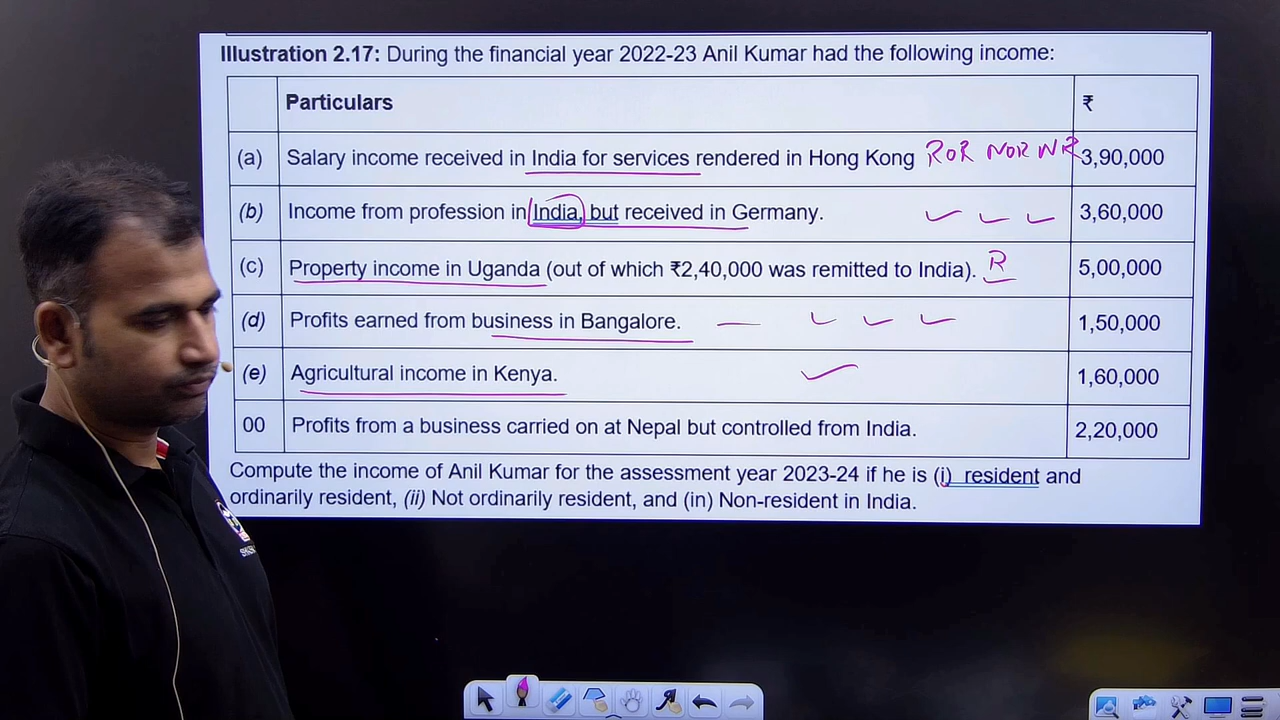 Illustration 2.17: During the financial year 2022-23 Anil Kumar had the following income:
Particulars ₹
(a) Salary income received in India for services rendered in Hong Kong ROR NOR NR 3,90,000
(b) Income from profession in India, but received in Germany. 3,60,000
(c) Property income in Uganda (out of which ₹2,40,000 was remitted to India). R 5,00,000
(d) Profits earned from business in Bangalore. 1,50,000
(e) Agricultural income in Kenya. 1,60,000
00 Profits from a business carried on at Nepal but controlled from India. 2,20,000
Compute the income of Anil Kumar for the assessment year 2023-24 if he is (i) resident and
ordinarily resident, (ii) Not ordinarily resident, and (in) Non-resident in India.